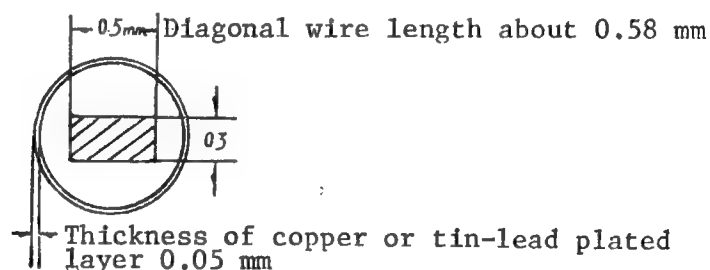 0.5mm Diagonal wire length about 0.58 mm
03
Thickness of copper or tin-lead plated
layer 0.05 mm